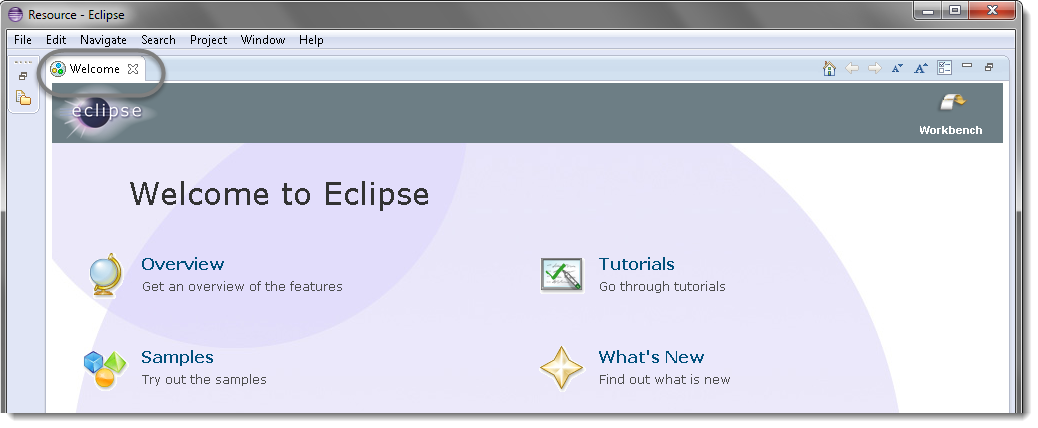 Resource - Eclipse
File Edit Navigate Search Project Window Help
Welcome
A A
eclipse
Workbench
Welcome to Eclipse
Overview
Get an overview of the features
Tutorials
Go through tutorials
Samples
Try out the samples
What's New
Find out what is new